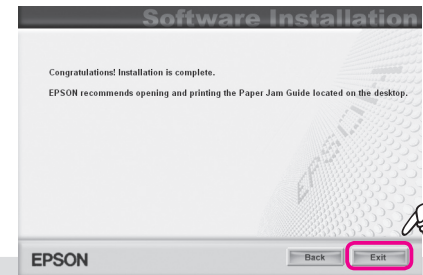 Software Installation
Congratulations! Installation is complete.
EPSON recommends opening and printing the Paper Jam Guide located on the desktop.
EPSON
EPSON
Back
Exit